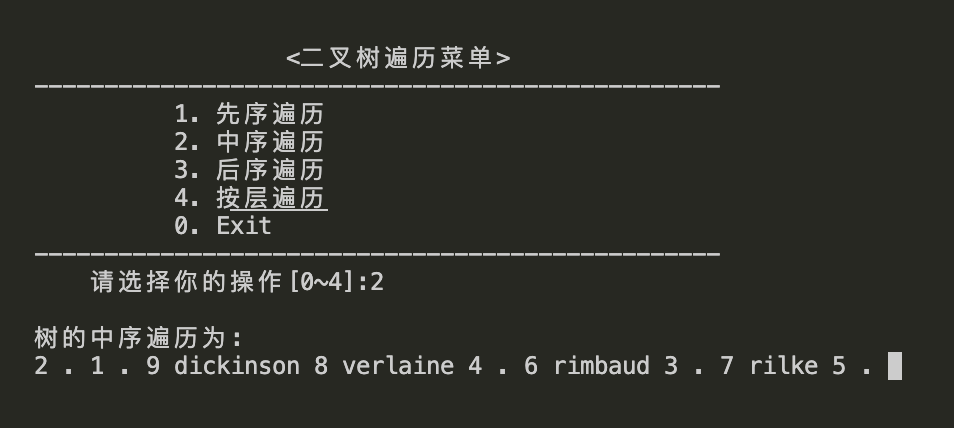 <二叉树遍历菜单>
------------------------------------------------
1. 先序遍历
2. 中序遍历
3. 后序遍历
4. 按层遍历
0. Exit
------------------------------------------------
请选择你的操作[0~4]:2
树的中序遍历为:
2 . 1 . 9 dickinson 8 verlaine 4 . 6 rimbaud 3 . 7 rilke 5 .